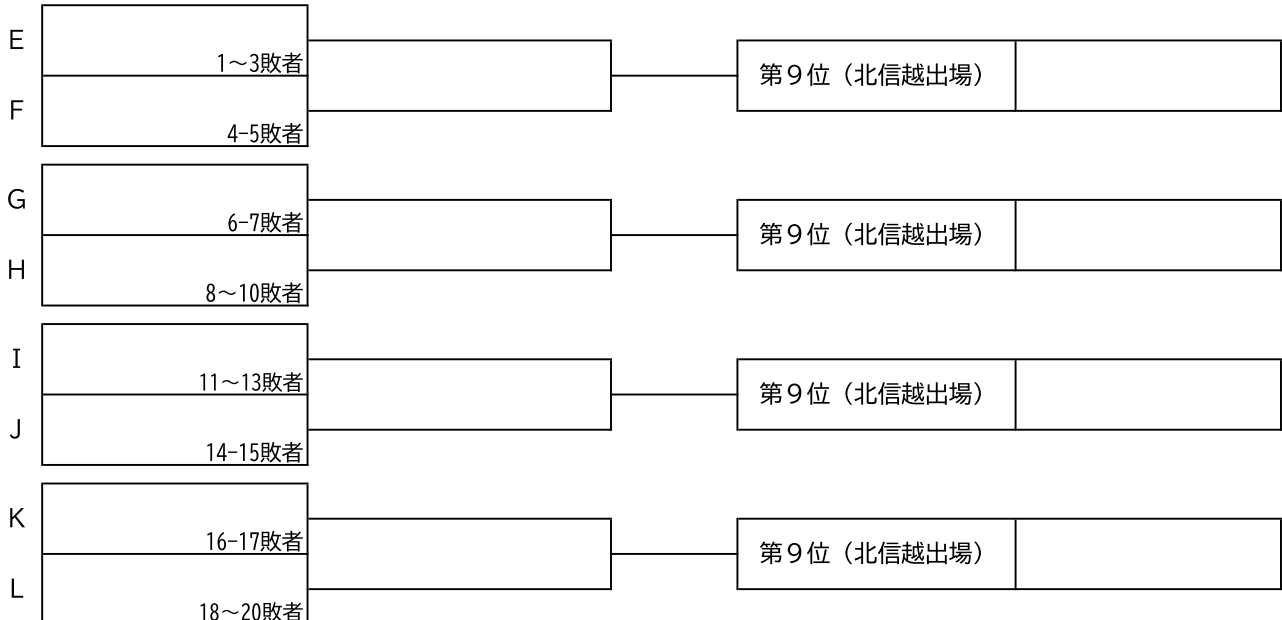 E
1～3敗者
F
4-5敗者
第９位（北信越出場）
G
6-7敗者
H
8～10敗者
第９位（北信越出場）
I
11～13敗者
J
14-15敗者
第９位（北信越出場）
K
16-17敗者
L
18～20敗者
第９位（北信越出場）